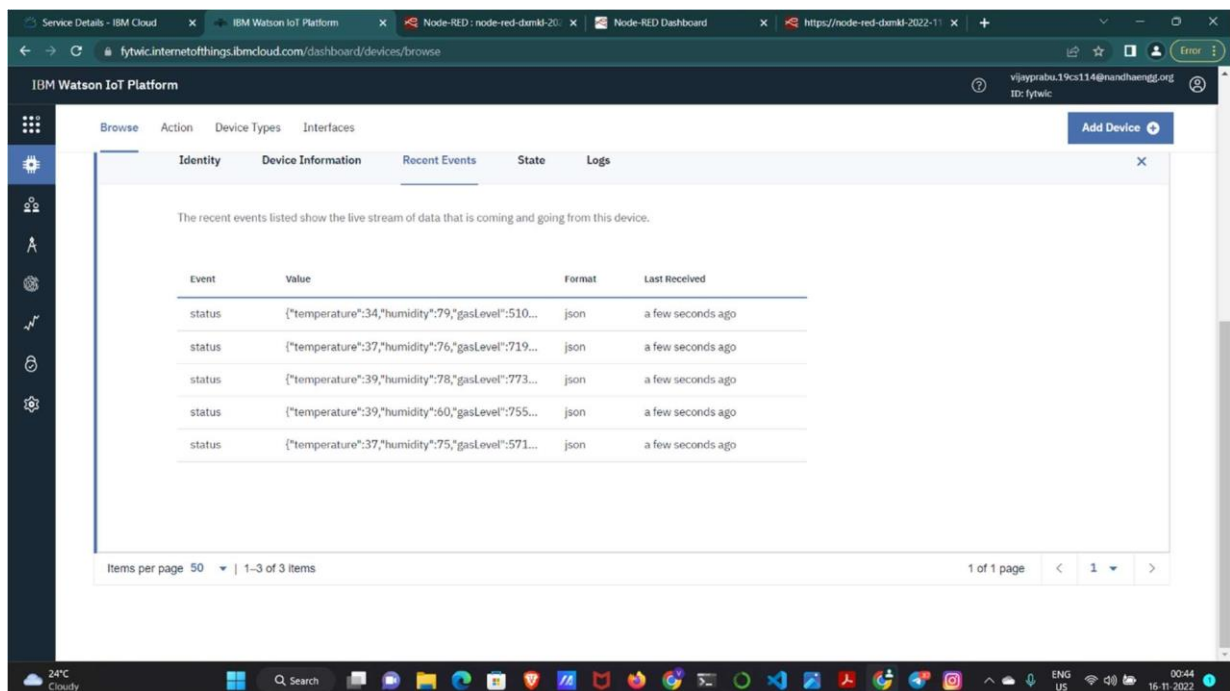 Service Details - IBM Cloud
IBM Watson IoT Platform
Node-RED : node-red-dxmkl-202
Node-RED Dashboard
https://node-red-dxmkl-2022-11
fytwic.internetofthings.ibmcloud.com/dashboard/devices/browse
Error
IBM Watson IoT Platform
vijayprabu.19cs114@nandhaengg.org
ID: fytwic
Browse Action Device Types Interfaces
Add Device
Identity Device Information Recent Events State Logs
The recent events listed show the live stream of data that is coming and going from this device.
Event Value Format Last Received
status {"temperature":34,"humidity":79,"gasLevel":510... json a few seconds ago
status {"temperature":37,"humidity":76,"gasLevel":719... json a few seconds ago
status {"temperature":39,"humidity":78,"gasLevel":773... json a few seconds ago
status {"temperature":39,"humidity":60,"gasLevel":755... json a few seconds ago
status {"temperature":37,"humidity":75,"gasLevel":571... json a few seconds ago
Items per page 50 | 1–3 of 3 items
1 of 1 page < 1 >
24°C
Cloudy
Search
ENG
US
00:44
16-11-2022
1